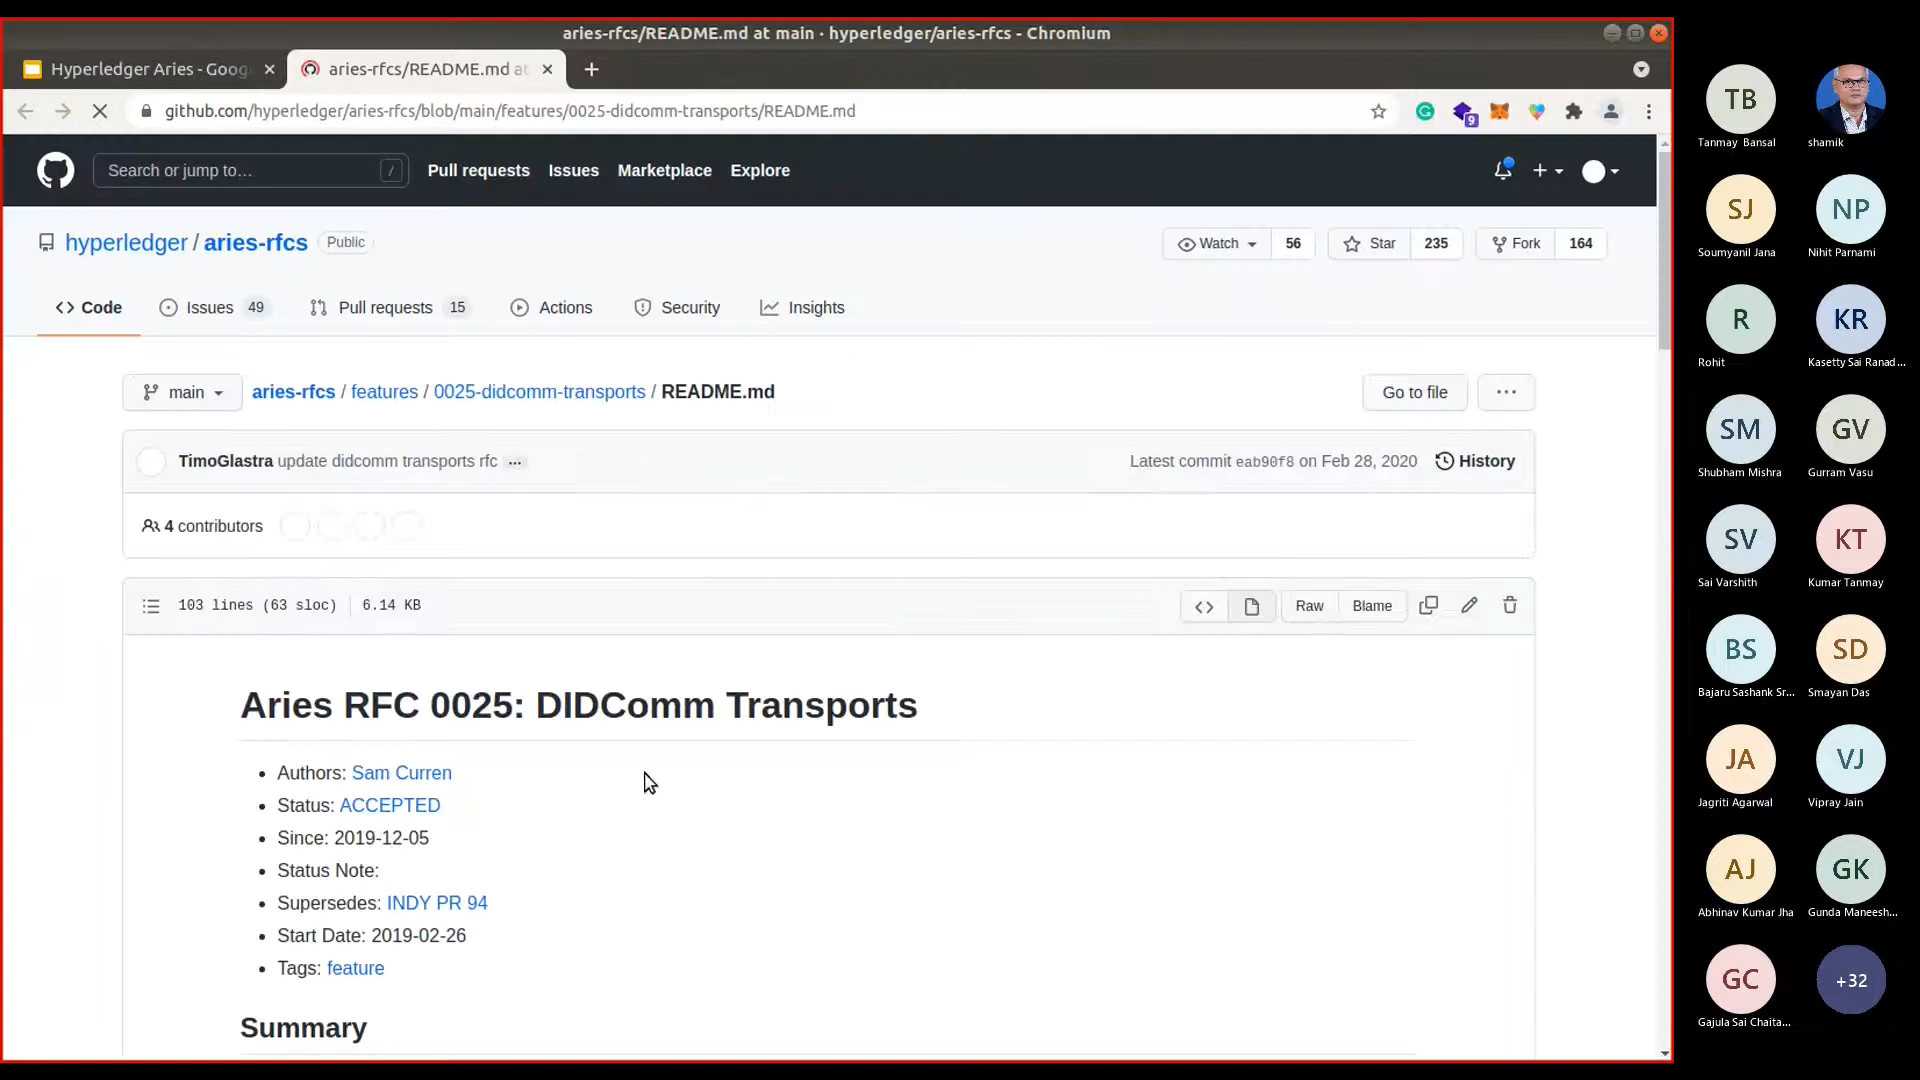 aries-rfcs/README.md at main · hyperledger/aries-rfcs - Chromium
Hyperledger Aries - Goog
aries-rfcs/README.md at
github.com/hyperledger/aries-rfcs/blob/main/features/0025-didcomm-transports/README.md
9
Search or jump to… /
Pull requests Issues Marketplace Explore
hyperledger / aries-rfcs Public
Watch 56 Star 235 Fork 164
Code Issues 49 Pull requests 15 Actions Security Insights
main aries-rfcs / features / 0025-didcomm-transports / README.md
Go to file ···
TimoGlastra update didcomm transports rfc ...
Latest commit eab90f8 on Feb 28, 2020 History
4 contributors
103 lines (63 sloc) 6.14 KB
<> Raw Blame
Aries RFC 0025: DIDComm Transports
• Authors: Sam Curren
• Status: ACCEPTED
• Since: 2019-12-05
• Status Note:
• Supersedes: INDY PR 94
• Start Date: 2019-02-26
• Tags: feature
Summary
TB
Tanmay Bansal
shamik
SJ
Soumyanil Jana
NP
Nihit Parnami
R
Rohit
KR
Kasetty Sai Ranad...
SM
Shubham Mishra
GV
Gurram Vasu
SV
Sai Varshith
KT
Kumar Tanmay
BS
Bajaru Sashank Sr...
SD
Smayan Das
JA
Jagriti Agarwal
VJ
Vipray Jain
AJ
Abhinav Kumar Jha
GK
Gunda Maneesh...
GC
Gajula Sai Chaita...
+32